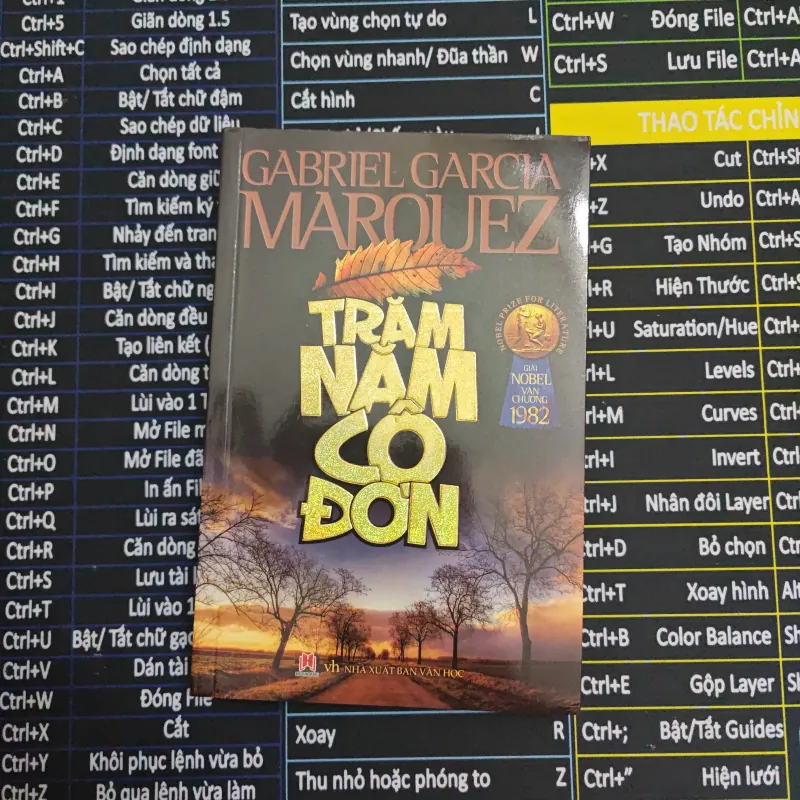 Ctrl+5 Giãn dòng 1.5
Ctrl+Shift+C Sao chép định dạng
Ctrl+A Chọn tất cả
Ctrl+B Bật/ Tắt chữ đậm
Ctrl+C Sao chép dữ liệu
Ctrl+D Định dạng font
Ctrl+E Căn dòng
Ctrl+F Tìm kiếm ký
Ctrl+G Nhảy đến
Ctrl+H Tìm kiếm và
Ctrl+I Bật/ Tắt chữ
Ctrl+J Căn dòng đều
Ctrl+K Tạo liên kết
Ctrl+L Căn dòng
Ctrl+M Lùi vào 1
Ctrl+N Mở File
Ctrl+O Mở File
Ctrl+P In ấn
Ctrl+Q Lùi ra
Ctrl+R Căn dòng
Ctrl+S Lưu tài
Ctrl+T Lùi vào
Ctrl+U Bật/ Tắt chữ
Ctrl+V Dán tài
Ctrl+W Đóng File
Ctrl+X Cắt
Ctrl+Y Khôi phục lệnh vừa bỏ
Ctrl+Z Bỏ qua lệnh vừa làm
Tạo vùng chọn tự do L
Chọn vùng nhanh/ Đũa thần W
Cắt hình C
GABRIEL GARCIA
MARQUEZ
TRĂM
NĂM
CÔ
ĐƠN
NOBEL PRIZE FOR LITERATURE
GIẢI
NOBEL
VĂN CHƯƠNG
1982
vh NHÀ XUẤT BẢN VĂN HỌC
Xoay R
Thu nhỏ hoặc phóng to Z
Ctrl+W Đóng File
Ctrl+S Lưu File
THAO TÁC
Cut
Undo
Tạo Nhóm
Hiện Thước
Saturation/Hue
Levels
Curves
Invert
Nhân đôi Layer
Bỏ chọn
Xoay hình
Color Balance
Ctrl+E Gộp Layer
Ctrl+; Bật/Tắt Guides
Ctrl+" Hiện lưới